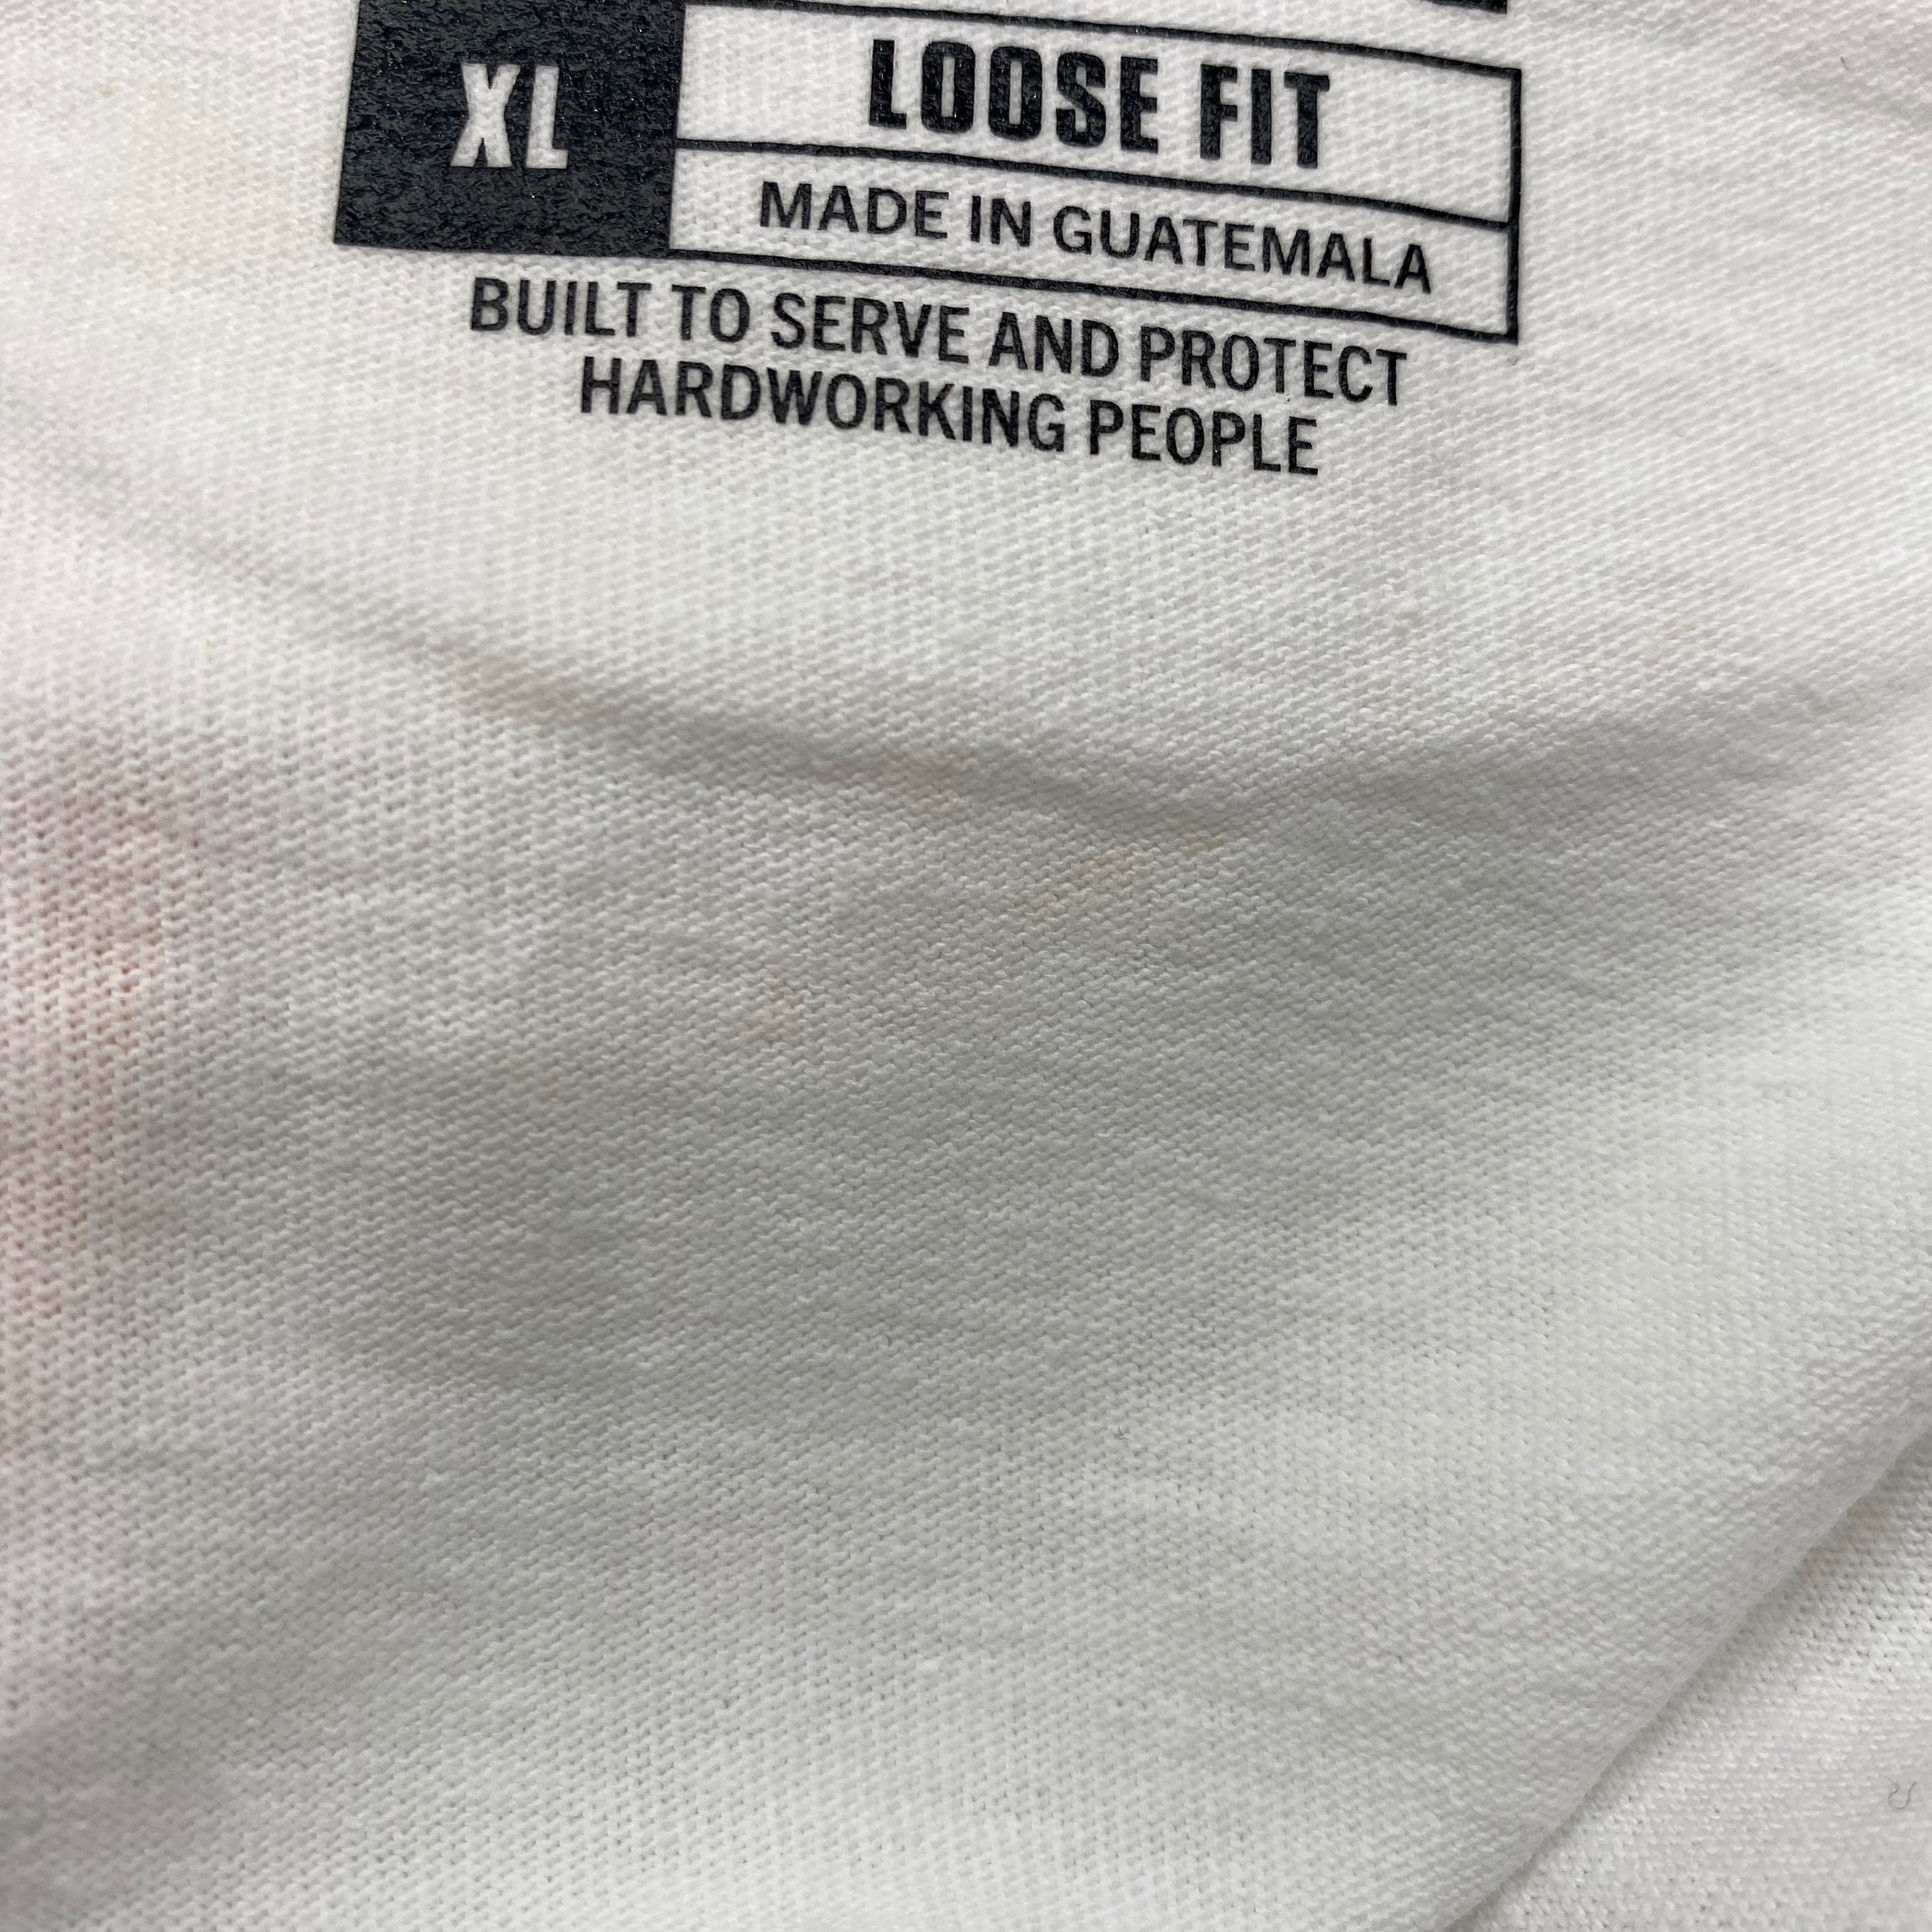 XL
LOOSE FIT
MADE IN GUATEMALA
BUILT TO SERVE AND PROTECT
HARDWORKING PEOPLE